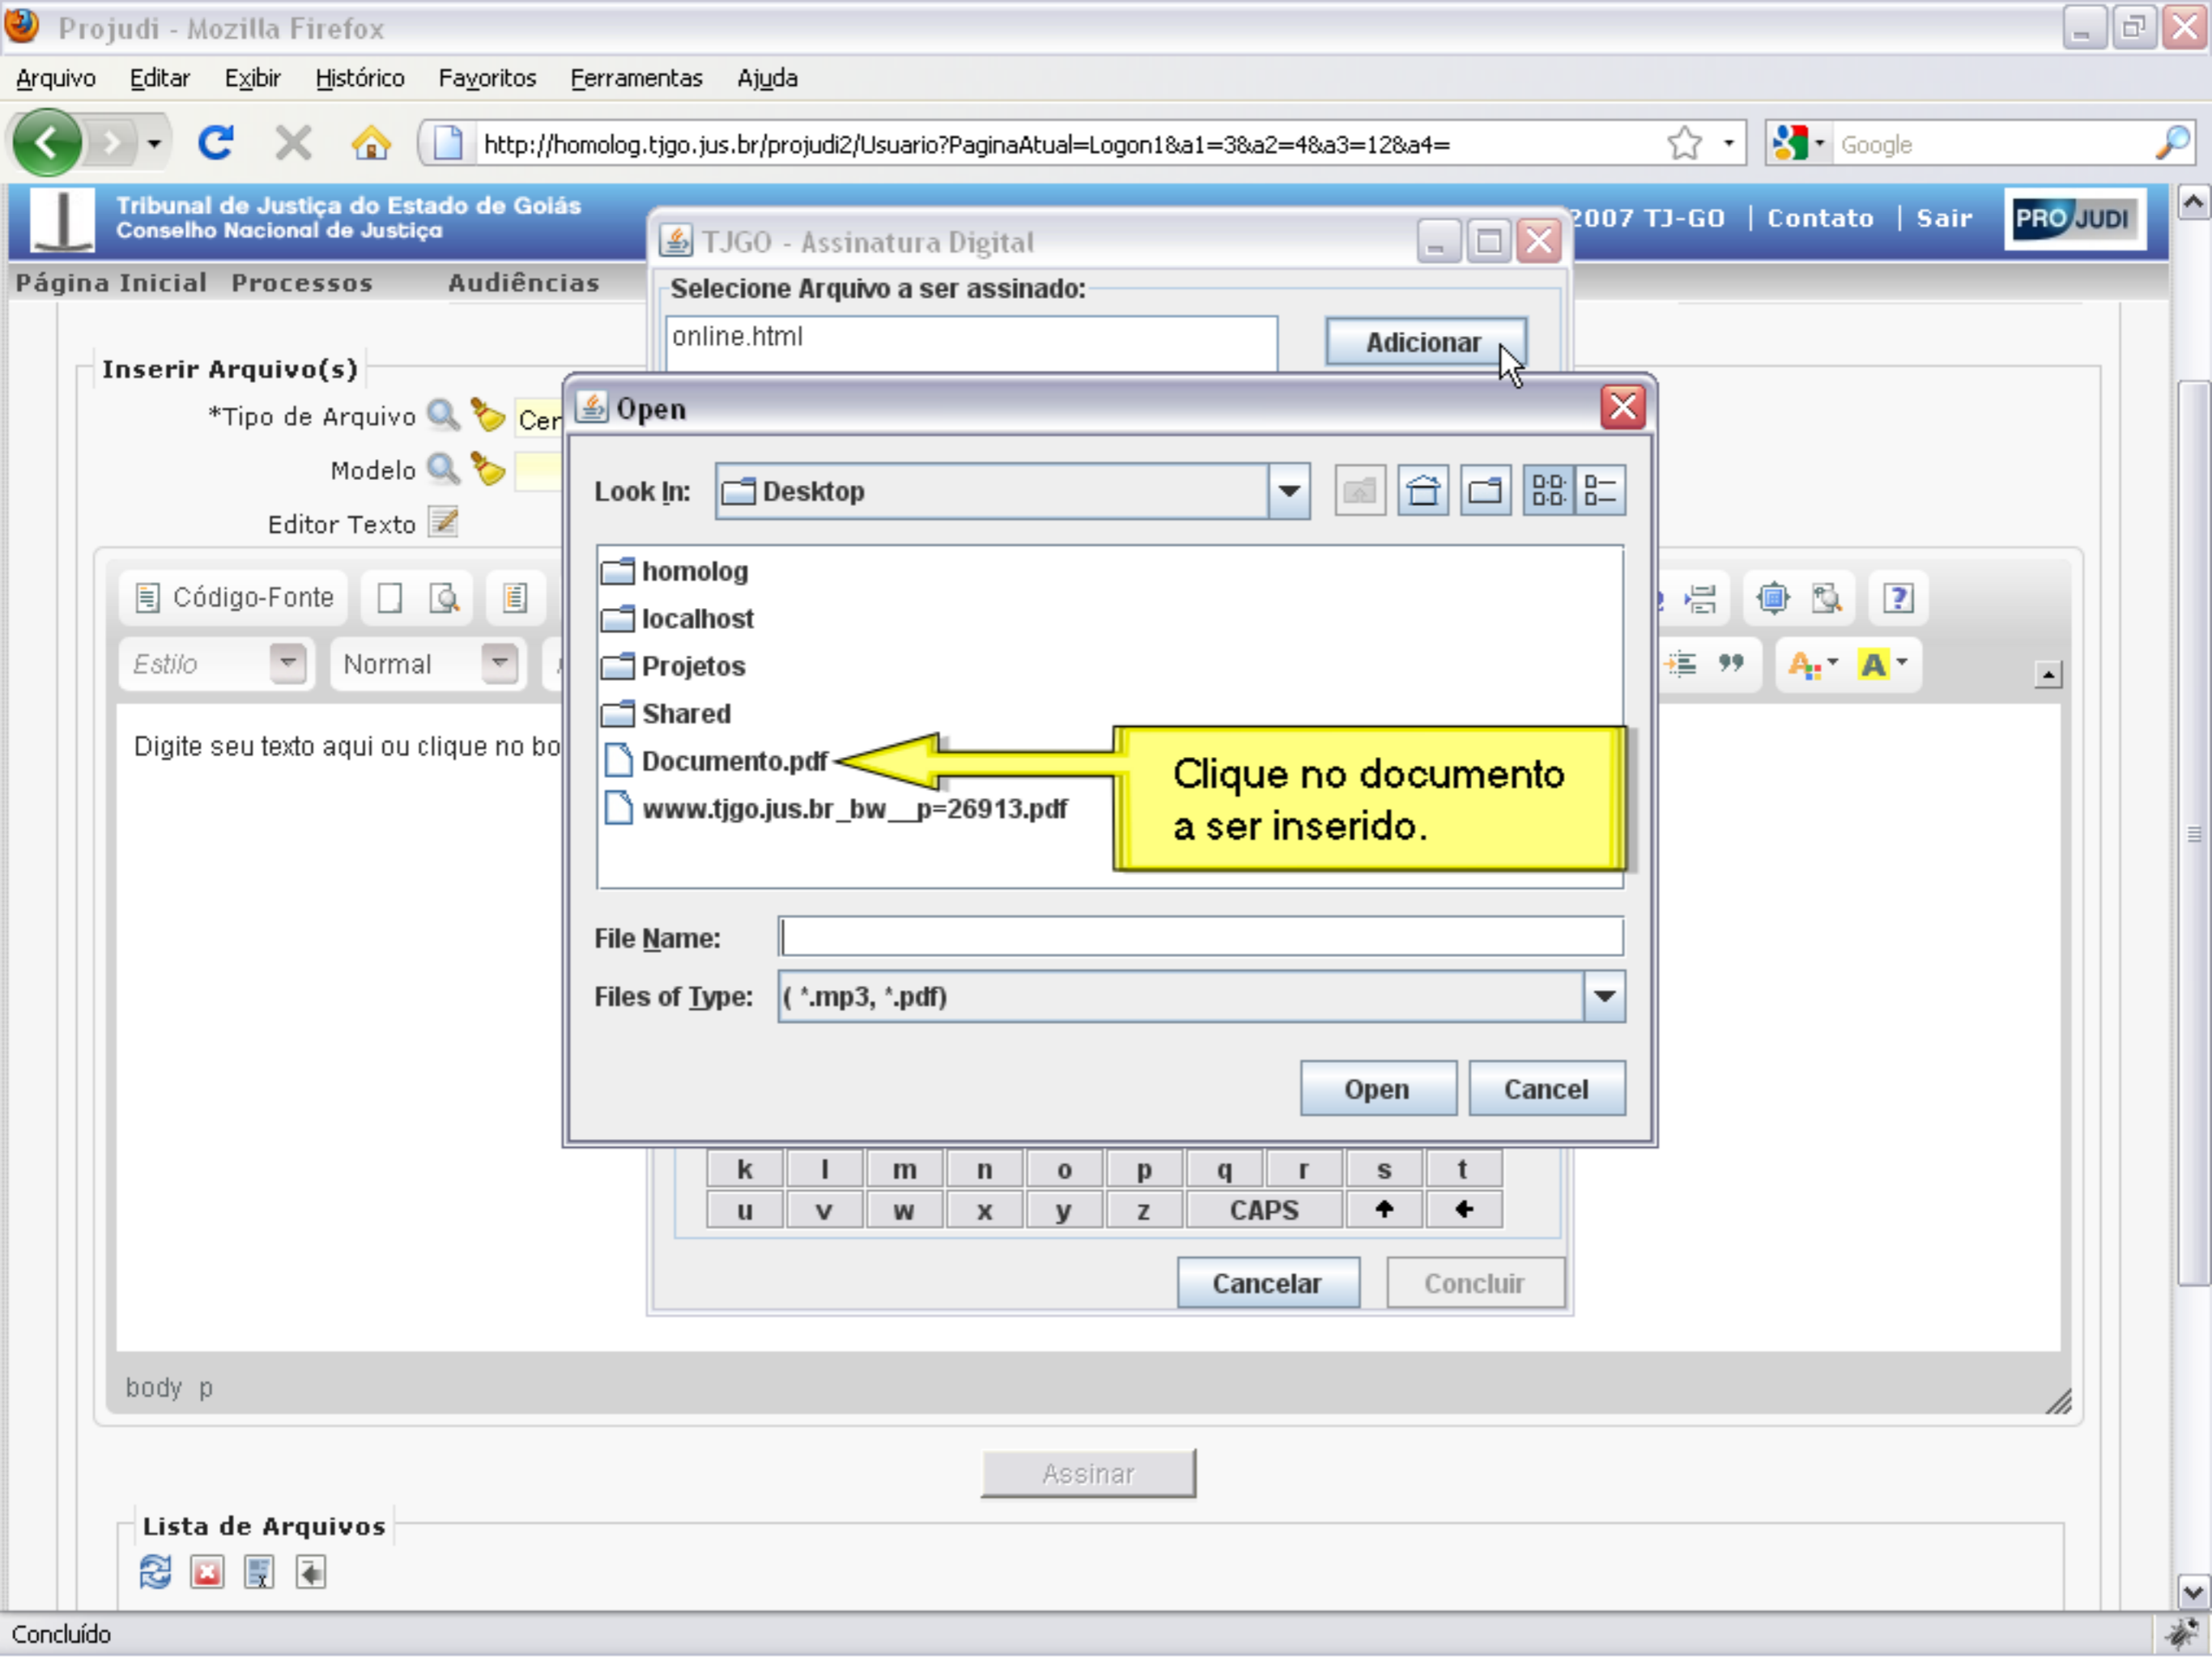 Projudi - Mozilla Firefox
Arquivo Editar Exibir Histórico Favoritos Ferramentas Ajuda
http://homolog.tjgo.jus.br/projudi2/Usuario?PaginaAtual=Logon1&a1=3&a2=4&a3=12&a4=
Google
Tribunal de Justiça do Estado de Goiás
Conselho Nacional de Justiça
2007 TJ-GO | Contato | Sair
PROJUDI
Página Inicial Processos Audiências
TJGO - Assinatura Digital
Selecione Arquivo a ser assinado:
online.html
Adicionar
Inserir Arquivo(s)
*Tipo de Arquivo Cer
Modelo
Editor Texto
Open
Look In: Desktop
homolog
localhost
Projetos
Shared
Documento.pdf
www.tjgo.jus.br_bw__p=26913.pdf
Clique no documento
a ser inserido.
File Name:
Files of Type: ( *.mp3, *.pdf)
Open Cancel
Código-Fonte
Estilo Normal
Digite seu texto aqui ou clique no bo
k l m n o p q r s t
u v w x y z CAPS
Cancelar Concluir
body p
Assinar
Lista de Arquivos
Concluído